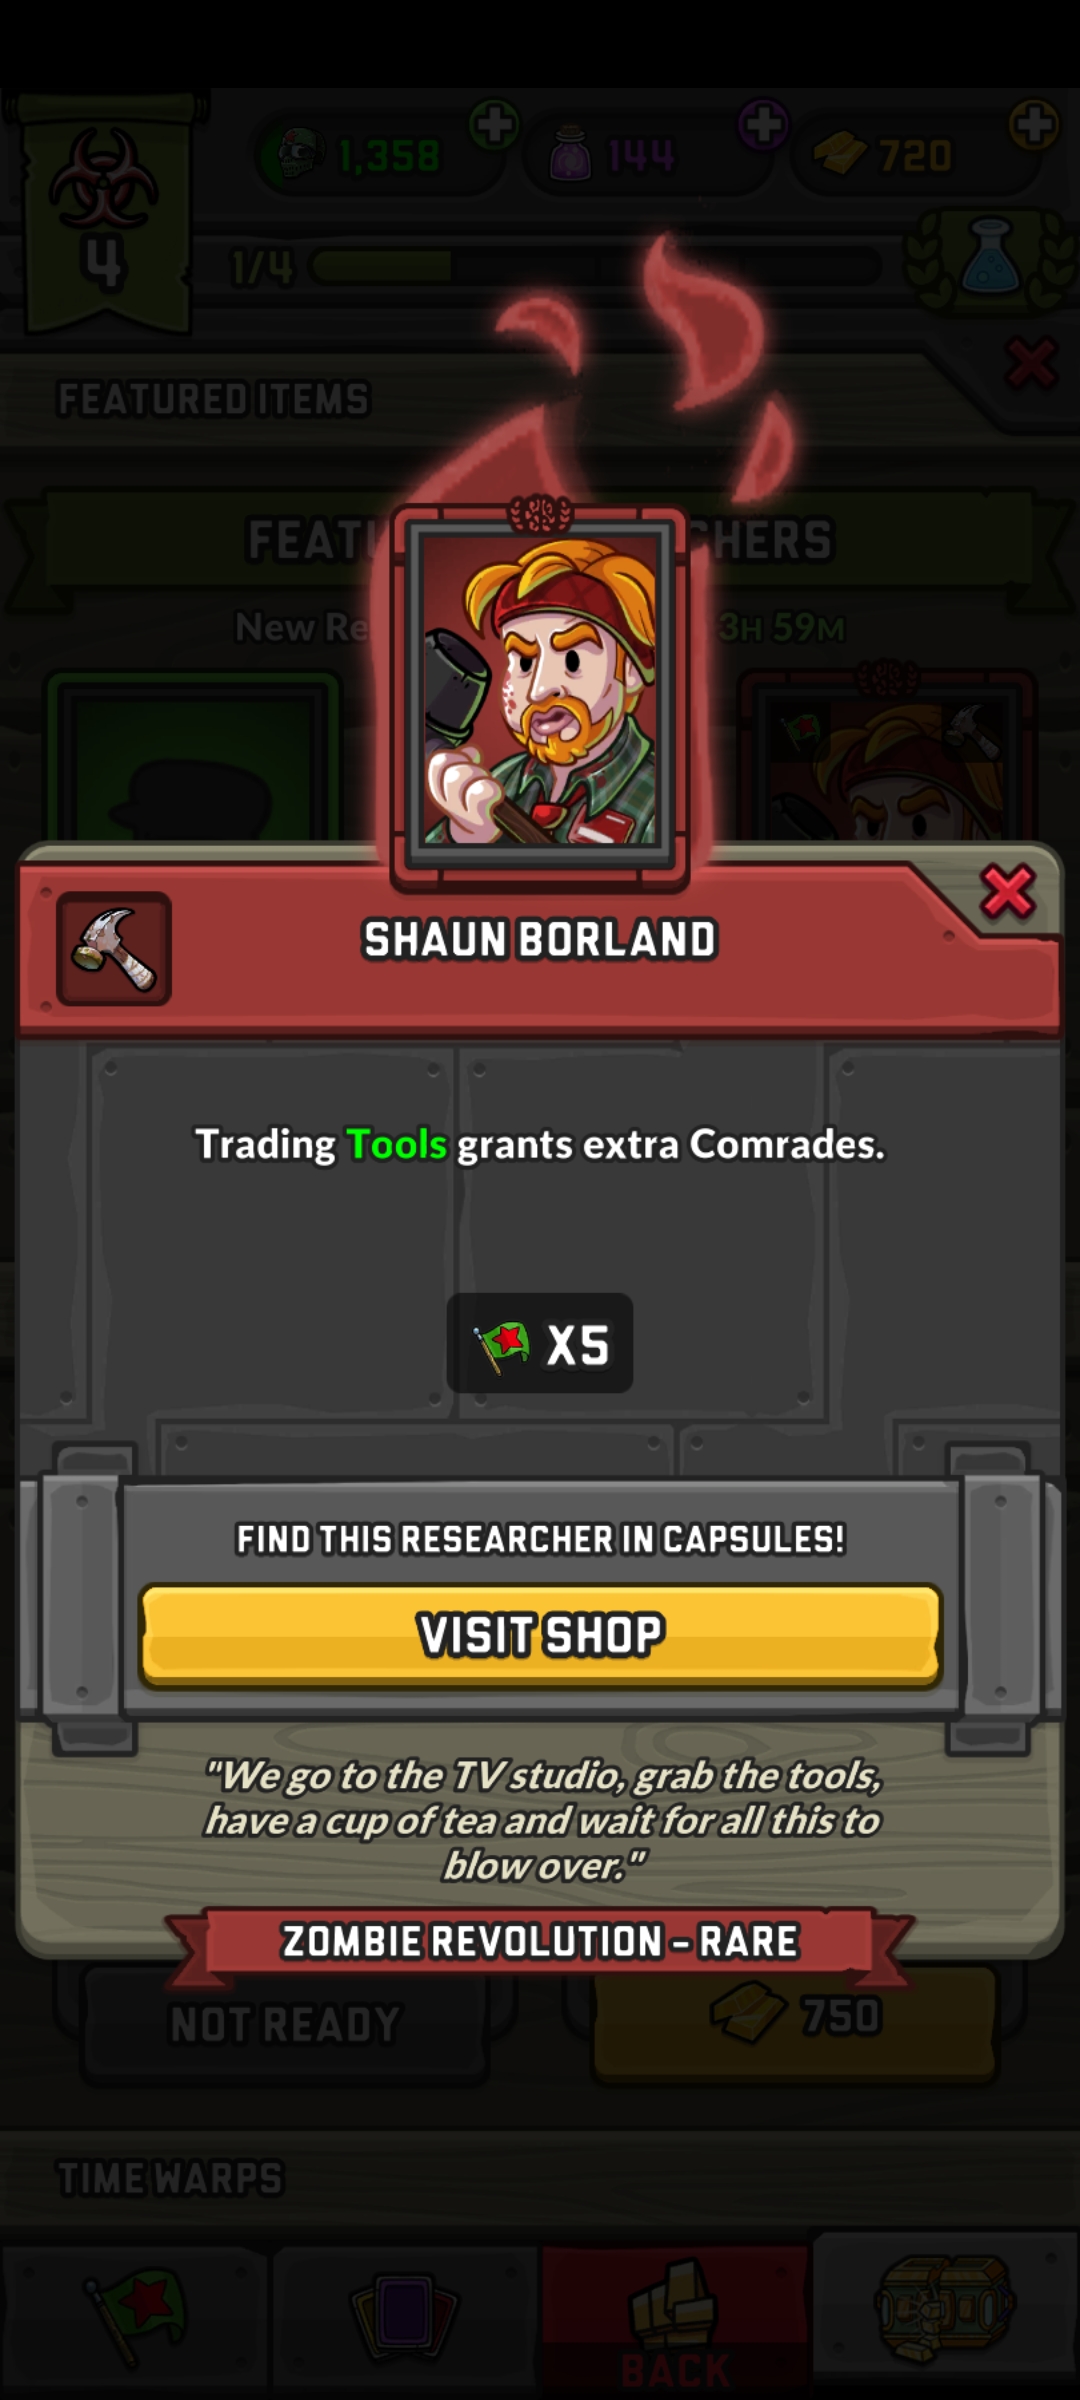 4
1,358
144
720
1/4
FEATURED ITEMS
FEATU CHERS
New Re 3H 59M
SHAUN BORLAND
Trading Tools grants extra Comrades.
X5
FIND THIS RESEARCHER IN CAPSULES!
VISIT SHOP
"We go to the TV studio, grab the tools,
have a cup of tea and wait for all this to
blow over."
ZOMBIE REVOLUTION - RARE
NOT READY
750
TIME WARPS
BACK